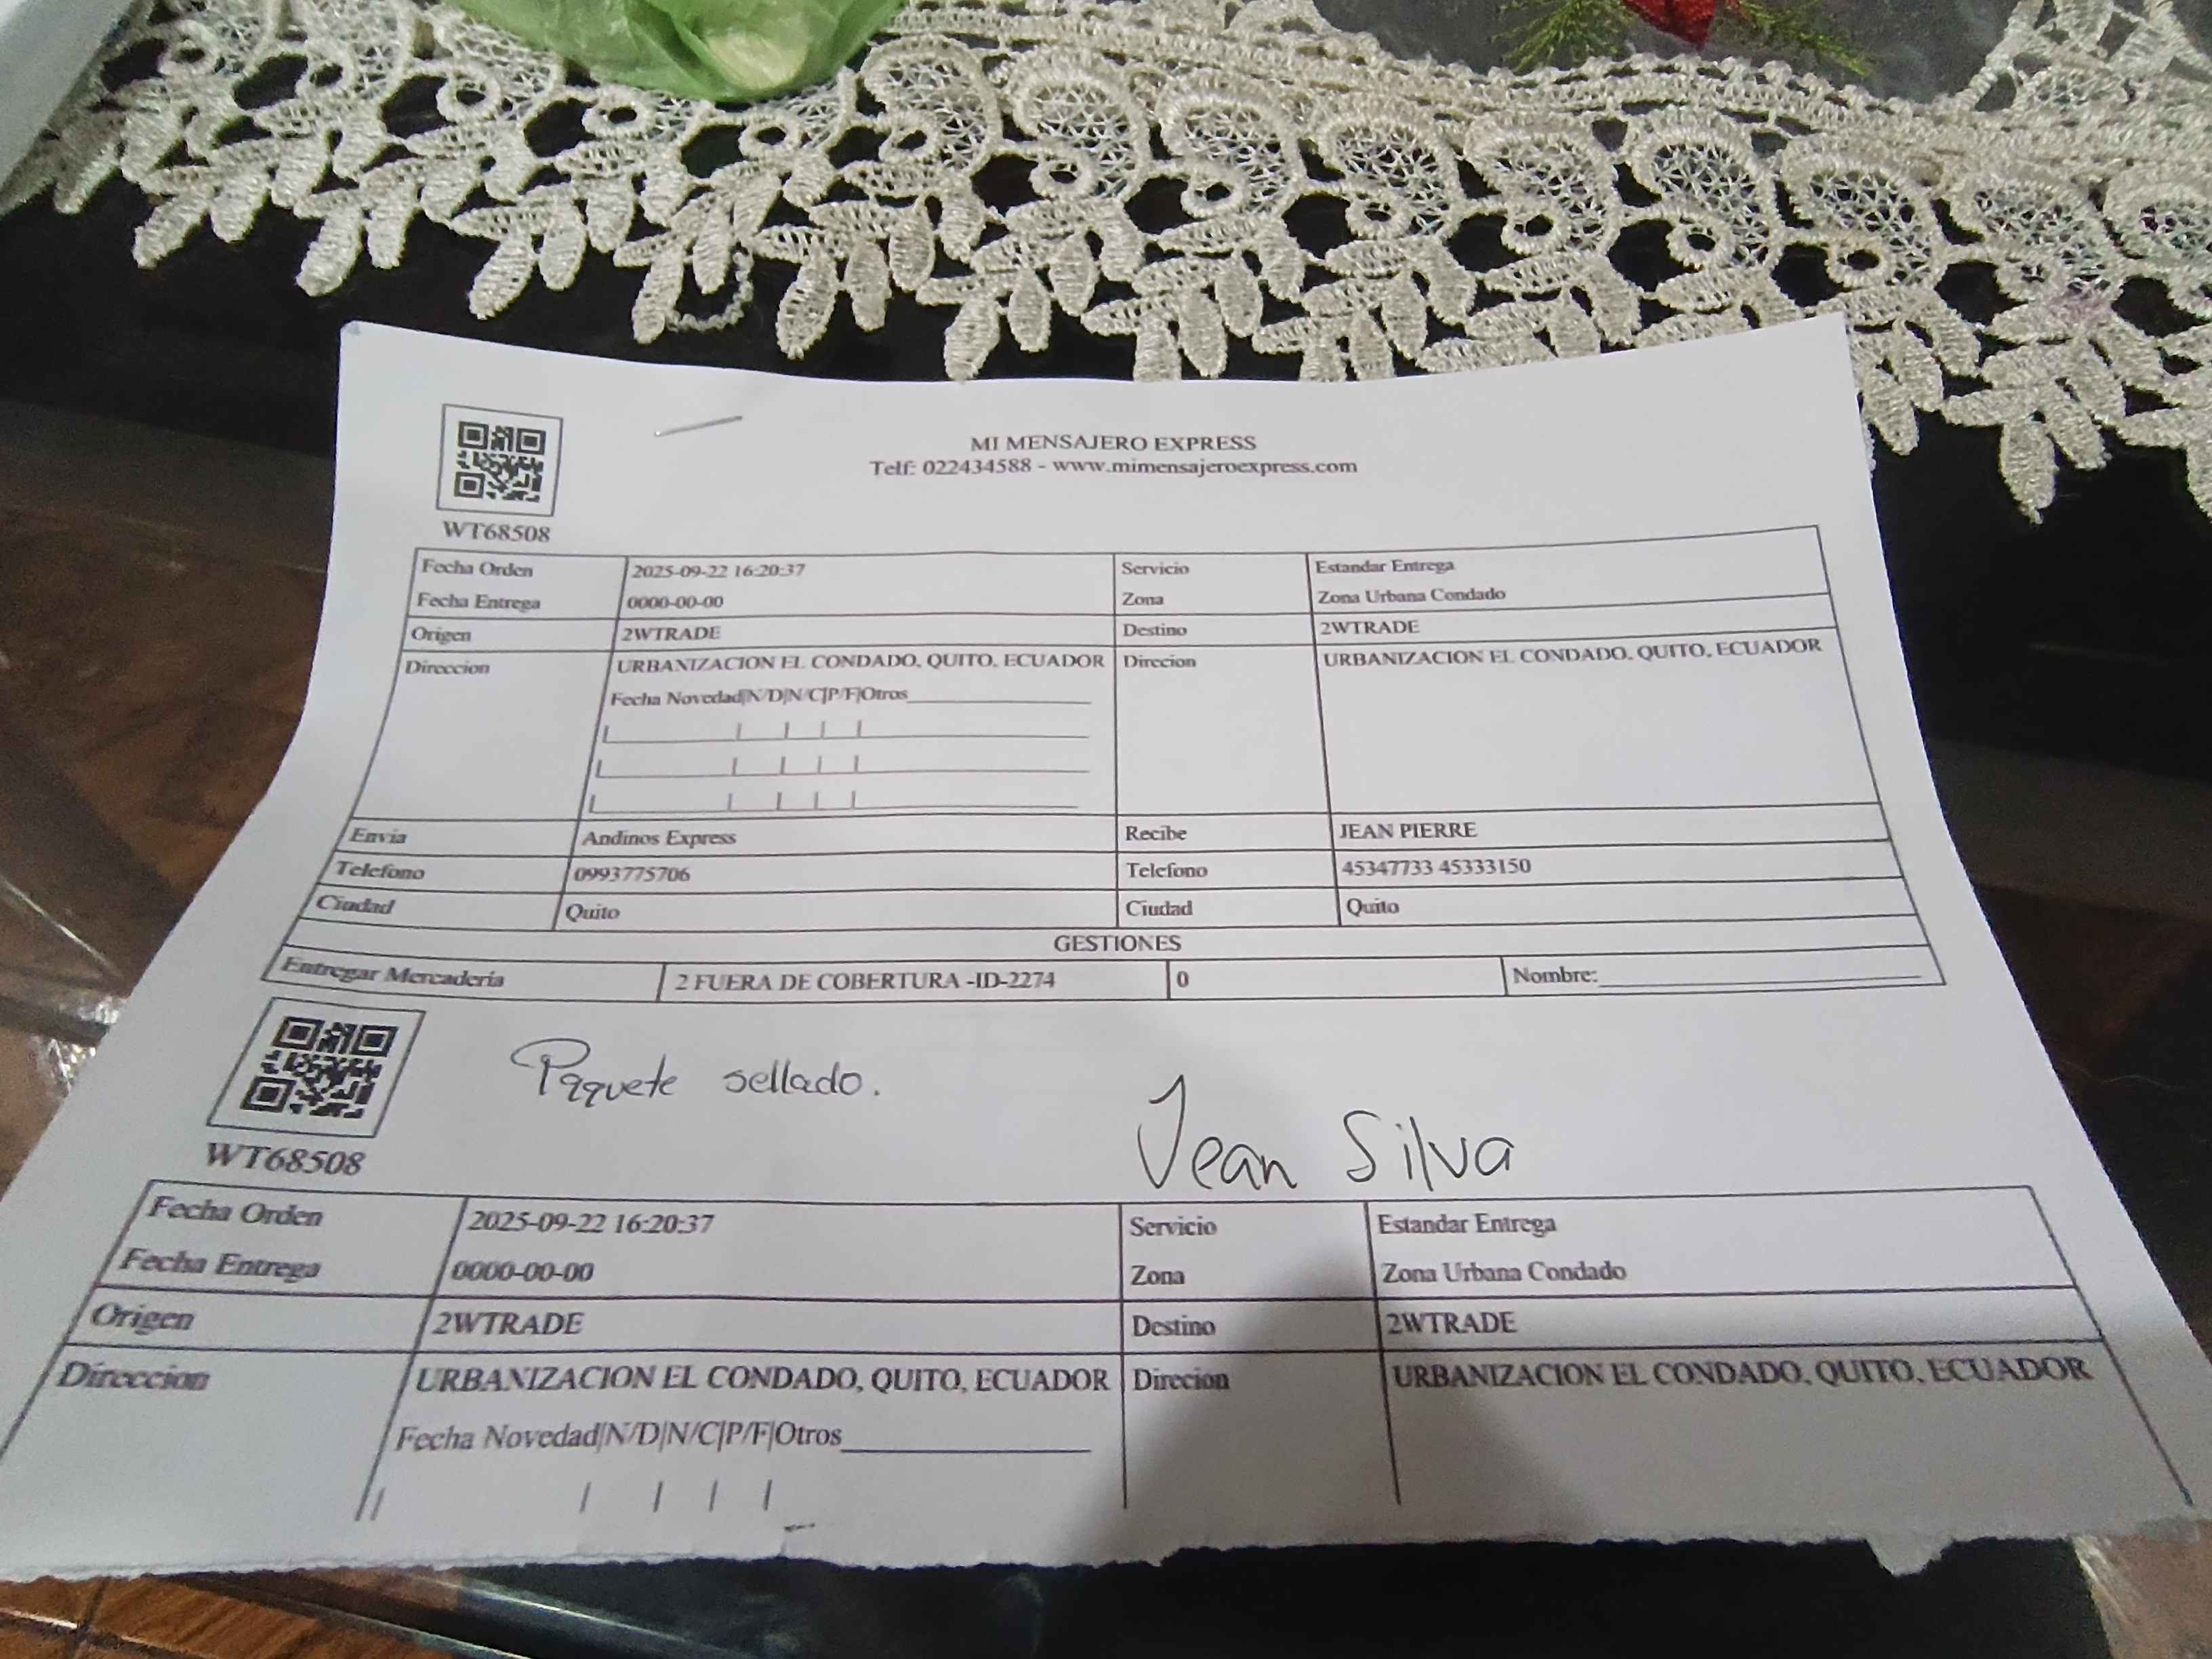 MI MENSAJERO EXPRESS
Telf: 022434588 - www.mimensajeroexpress.com
WT68508
Fecha Orden 2025-09-22 16:20:37 Servicio Estandar Entrega
Fecha Entrega 0000-00-00 Zona Zona Urbana Condado
Origen 2WTRADE Destino 2WTRADE
Direccion URBANIZACION EL CONDADO, QUITO, ECUADOR Direcion URBANIZACION EL CONDADO, QUITO, ECUADOR
Fecha Novedad|N/D|N/C|P/F|Otros
Envia Andinos Express Recibe JEAN PIERRE
Telefono 0993775706 Telefono 45347733 45333150
Ciudad Quito Ciudad Quito
GESTIONES
Entregar Mercaderia 2 FUERA DE COBERTURA -ID-2274 0 Nombre:
Paquete sellado.
Jean Silva
WT68508
Fecha Orden 2025-09-22 16:20:37 Servicio Estandar Entrega
Fecha Entrega 0000-00-00 Zona Zona Urbana Condado
Origen 2WTRADE Destino 2WTRADE
Direccion URBANIZACION EL CONDADO, QUITO, ECUADOR Direcion URBANIZACION EL CONDADO, QUITO, ECUADOR
Fecha Novedad|N/D|N/C|P/F|Otros